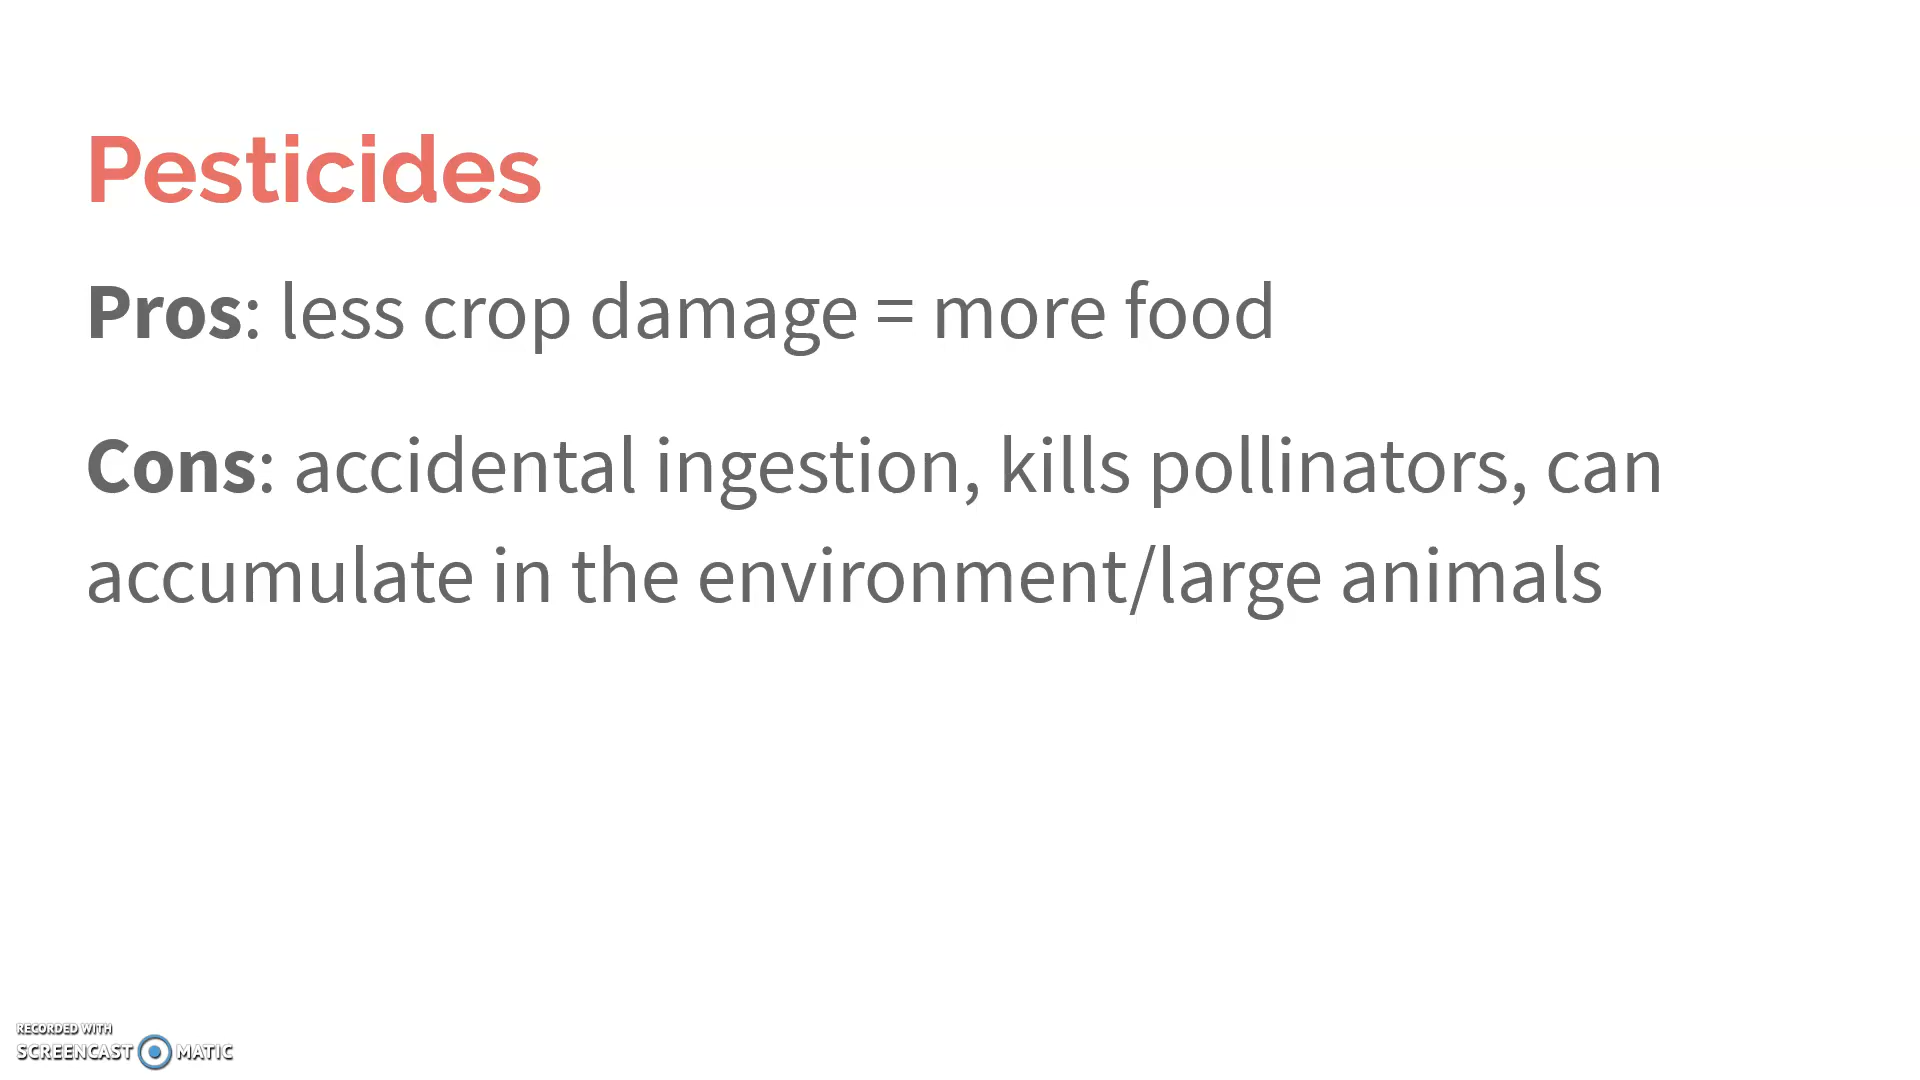 Pesticides
Pros: less crop damage = more food
Cons: accidental ingestion, kills pollinators, can
accumulate in the environment/large animals
RECORDED WITH
SCREENCAST MATIC